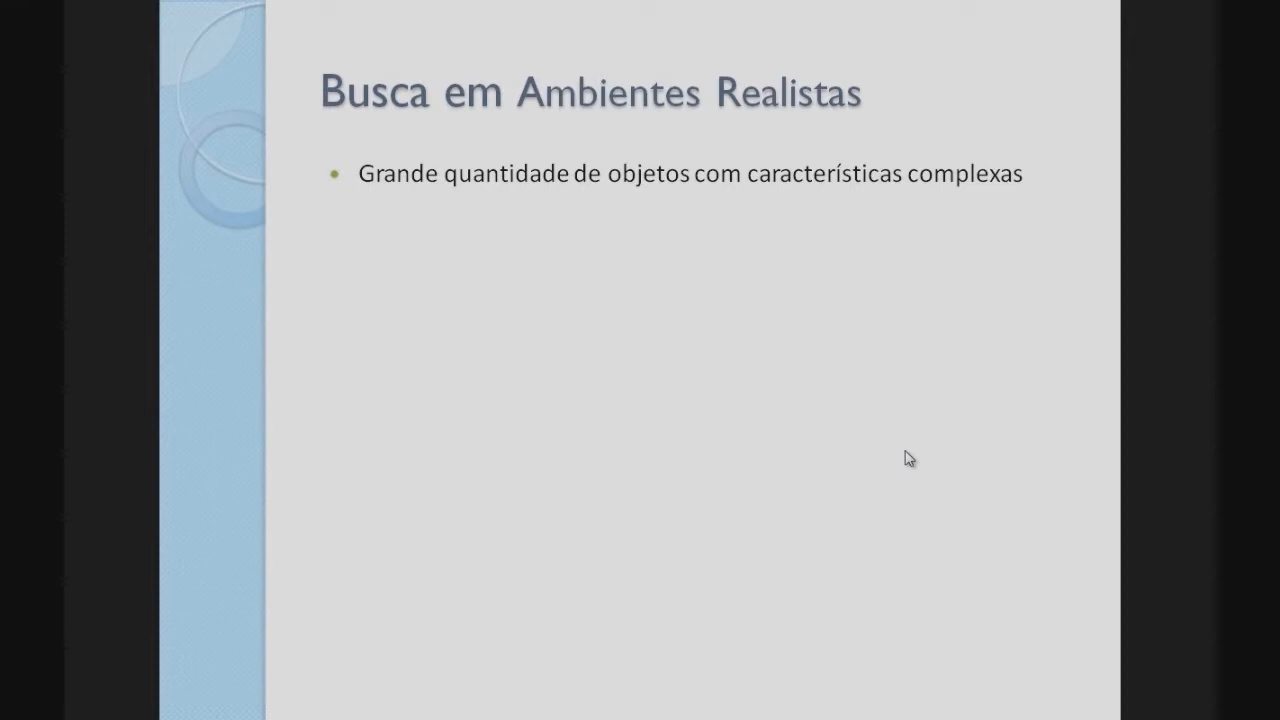 Busca em Ambientes Realistas
Grande quantidade de objetos com características complexas